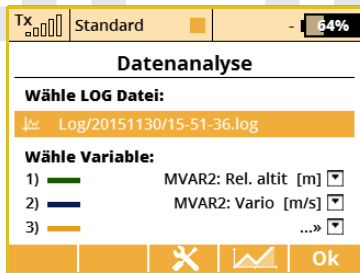 Tx Standard - 64%
Datenanalyse
Wähle LOG Datei:
Log/20151130/15-51-36.log
Wähle Variable:
1) MVAR2: Rel. altit [m]
2) MVAR2: Vario [m/s]
3) ...»
Ok